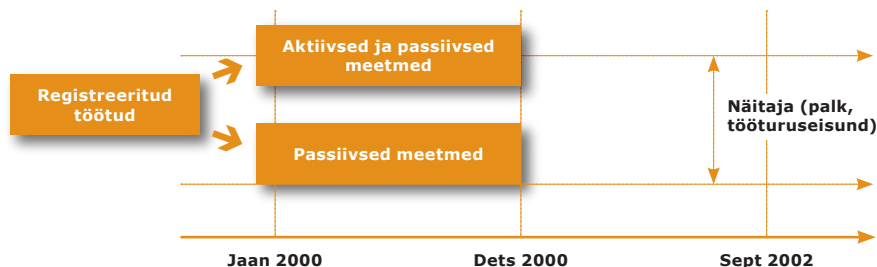 Registreeritud
töötud
Aktiivsed ja passiivsed
meetmed
Passiivsed meetmed
Näitaja (palk,
tööturuseisund)
Jaan 2000
Dets 2000
Sept 2002